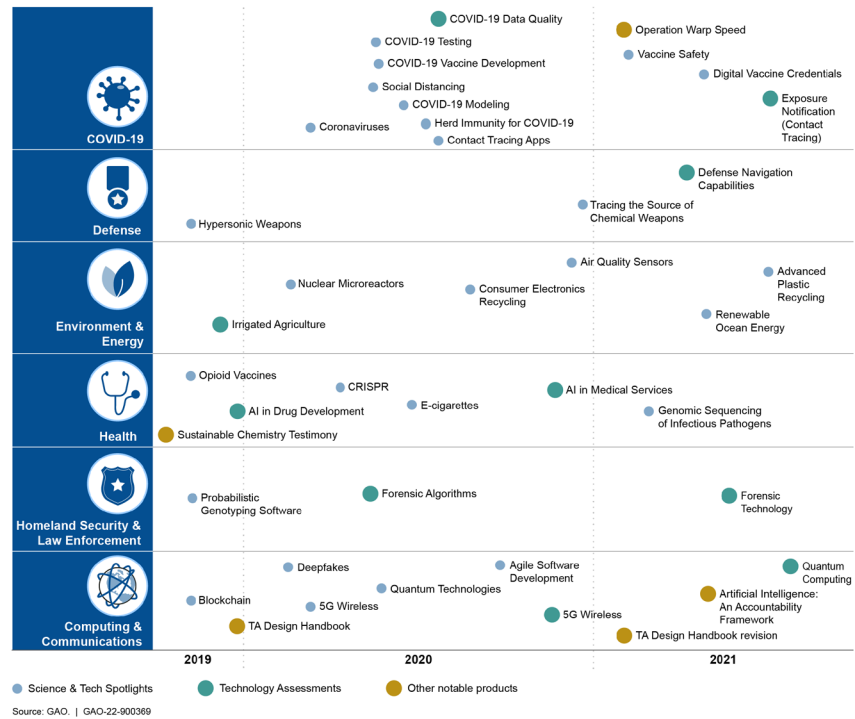 COVID-19 Data Quality
Operation Warp Speed
COVID-19 Testing
Vaccine Safety
COVID-19 Vaccine Development
Digital Vaccine Credentials
Social Distancing
COVID-19 Modeling
Exposure
Notification
(Contact
Tracing)
Coronaviruses
Herd Immunity for COVID-19
Contact Tracing Apps
COVID-19
Defense Navigation
Capabilities
Tracing the Source of
Chemical Weapons
Hypersonic Weapons
Defense
Air Quality Sensors
Nuclear Microreactors
Consumer Electronics
Recycling
Advanced
Plastic
Recycling
Renewable
Ocean Energy
Irrigated Agriculture
Environment &
Energy
Opioid Vaccines
CRISPR
AI in Medical Services
E-cigarettes
AI in Drug Development
Genomic Sequencing
of Infectious Pathogens
Sustainable Chemistry Testimony
Health
Probabilistic
Genotyping Software
Forensic Algorithms
Forensic
Technology
Homeland Security &
Law Enforcement
Deepfakes
Agile Software
Development
Quantum
Computing
Quantum Technologies
Blockchain
5G Wireless
5G Wireless
Artificial Intelligence:
An Accountability
Framework
TA Design Handbook
TA Design Handbook revision
Computing &
Communications
2019
2020
2021
Science & Tech Spotlights
Technology Assessments
Other notable products
Source: GAO. | GAO-22-900369